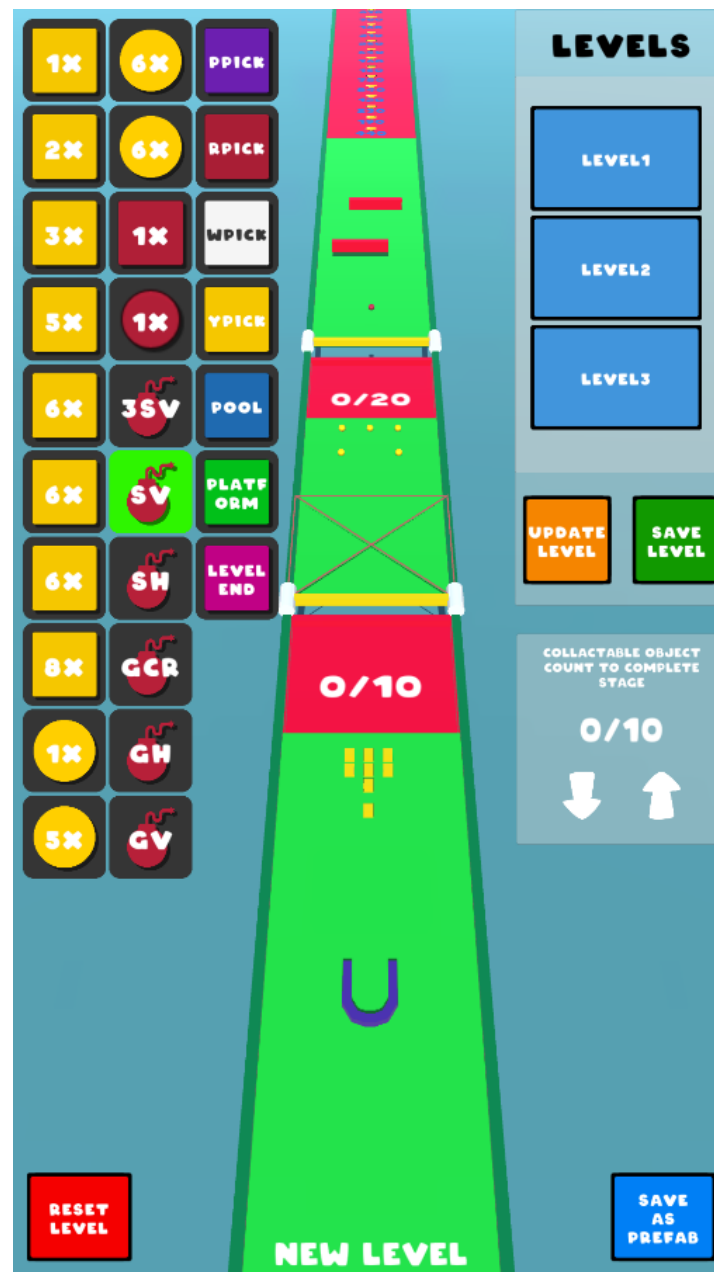 1X
6X
PPICK
2X
6X
RPICK
3X
1X
WPICK
5X
1X
YPICK
6X
3SV
POOL
6X
SV
PLATF
ORM
6X
SH
LEVEL
END
8X
GCR
1X
GH
5X
GV
0/20
0/10
LEVELS
LEVEL1
LEVEL2
LEVEL3
UPDATE
LEVEL
SAVE
LEVEL
COLLACTABLE OBJECT
COUNT TO COMPLETE
STAGE
0/10
RESET
LEVEL
NEW LEVEL
SAVE
AS
PREFAB